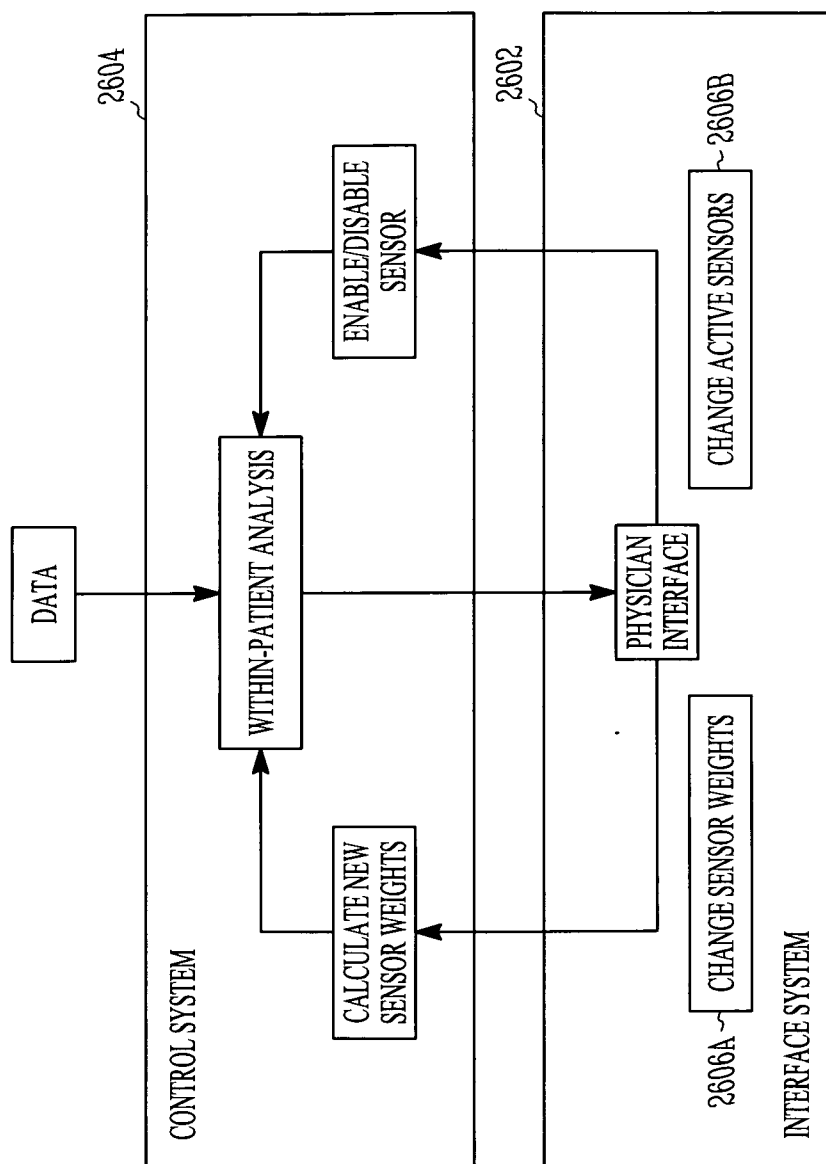 DATA
2604
CONTROL SYSTEM
WITHIN-PATIENT ANALYSIS
CALCULATE NEW
SENSOR WEIGHTS
ENABLE/DISABLE
SENSOR
2602
PHYSICIAN
INTERFACE
2606A
CHANGE SENSOR WEIGHTS
CHANGE ACTIVE SENSORS
2606B
INTERFACE SYSTEM